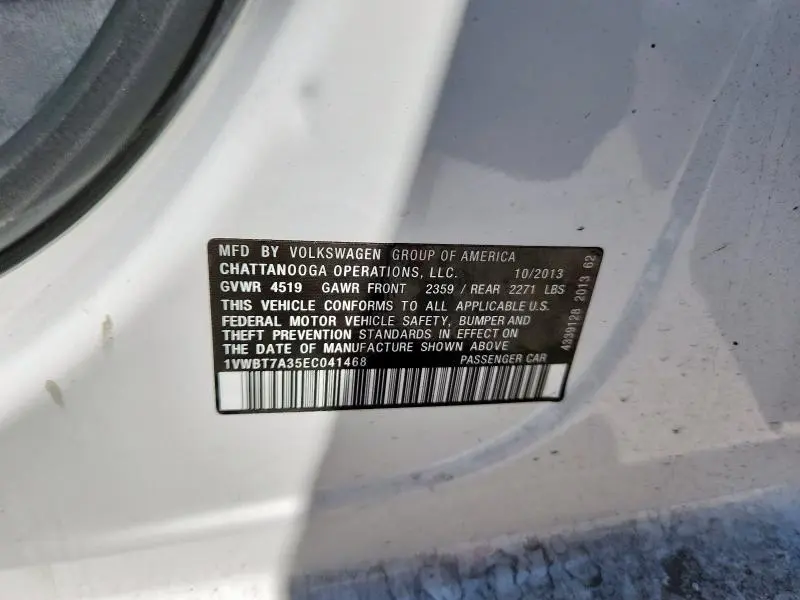 MFD BY VOLKSWAGEN GROUP OF AMERICA
CHATTANOOGA OPERATIONS, LLC. 10/2013
GVWR 4519 GAWR FRONT 2359 / REAR 2271 LBS
THIS VEHICLE CONFORMS TO ALL APPLICABLE U.S.
FEDERAL MOTOR VEHICLE SAFETY, BUMPER AND
THEFT PREVENTION STANDARDS IN EFFECT ON
THE DATE OF MANUFACTURE SHOWN ABOVE
1VWBT7A35EC041468 PASSENGER CAR
4339128 2013 62